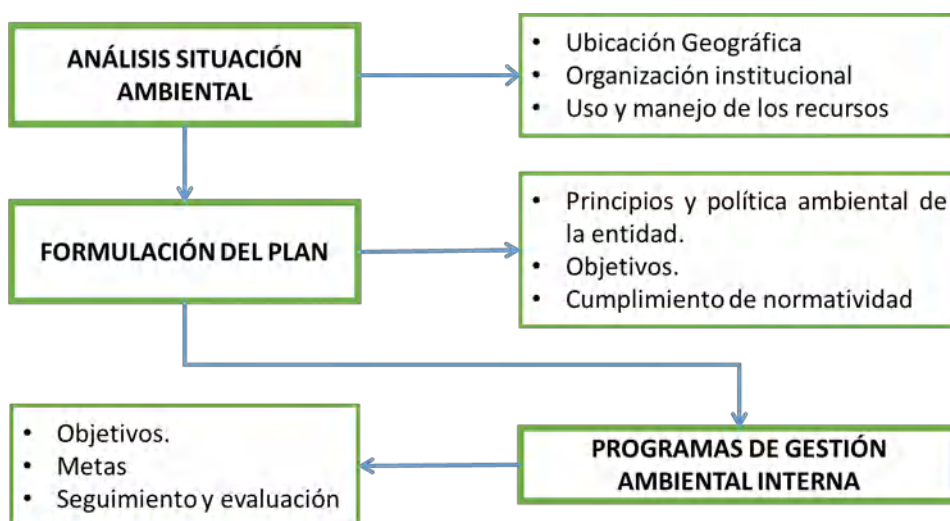 ANÁLISIS SITUACIÓN
AMBIENTAL
• Ubicación Geográfica
• Organización institucional
• Uso y manejo de los recursos
FORMULACIÓN DEL PLAN
• Principios y política ambiental de
la entidad.
• Objetivos.
• Cumplimiento de normatividad
• Objetivos.
• Metas
• Seguimiento y evaluación
PROGRAMAS DE GESTIÓN
AMBIENTAL INTERNA